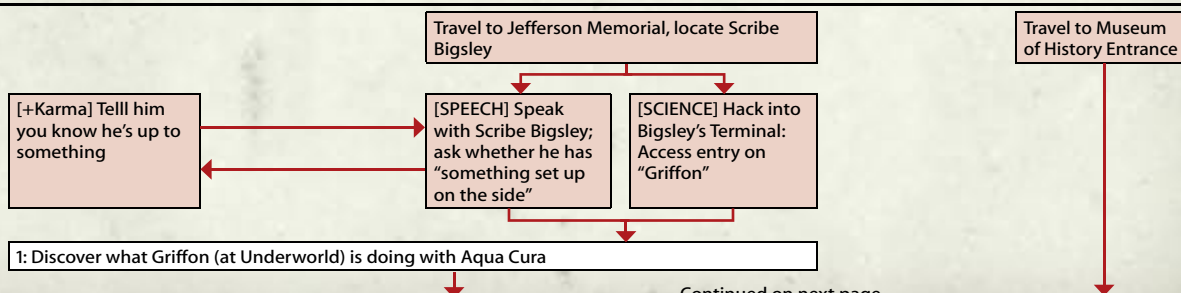 Travel to Jefferson Memorial, locate Scribe
Bigsley
Travel to Museum
of History Entrance
[+Karma] Telll him
you know he's up to
something
[SPEECH] Speak
with Scribe Bigsley;
ask whether he has
“something set up
on the side”
[SCIENCE] Hack into
Bigsley's Terminal:
Access entry on
“Griffon”
1: Discover what Griffon (at Underworld) is doing with Aqua Cura
Continued on next page